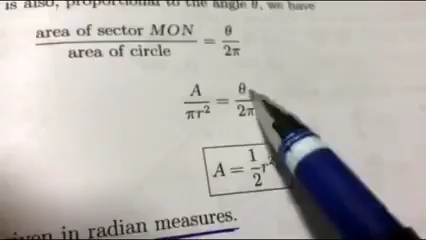 is also, proportional to the angle θ, we have
area of sector MON / area of circle = θ / 2π
A / πr² = θ / 2π
A = 1/2 r²
given in radian measures.